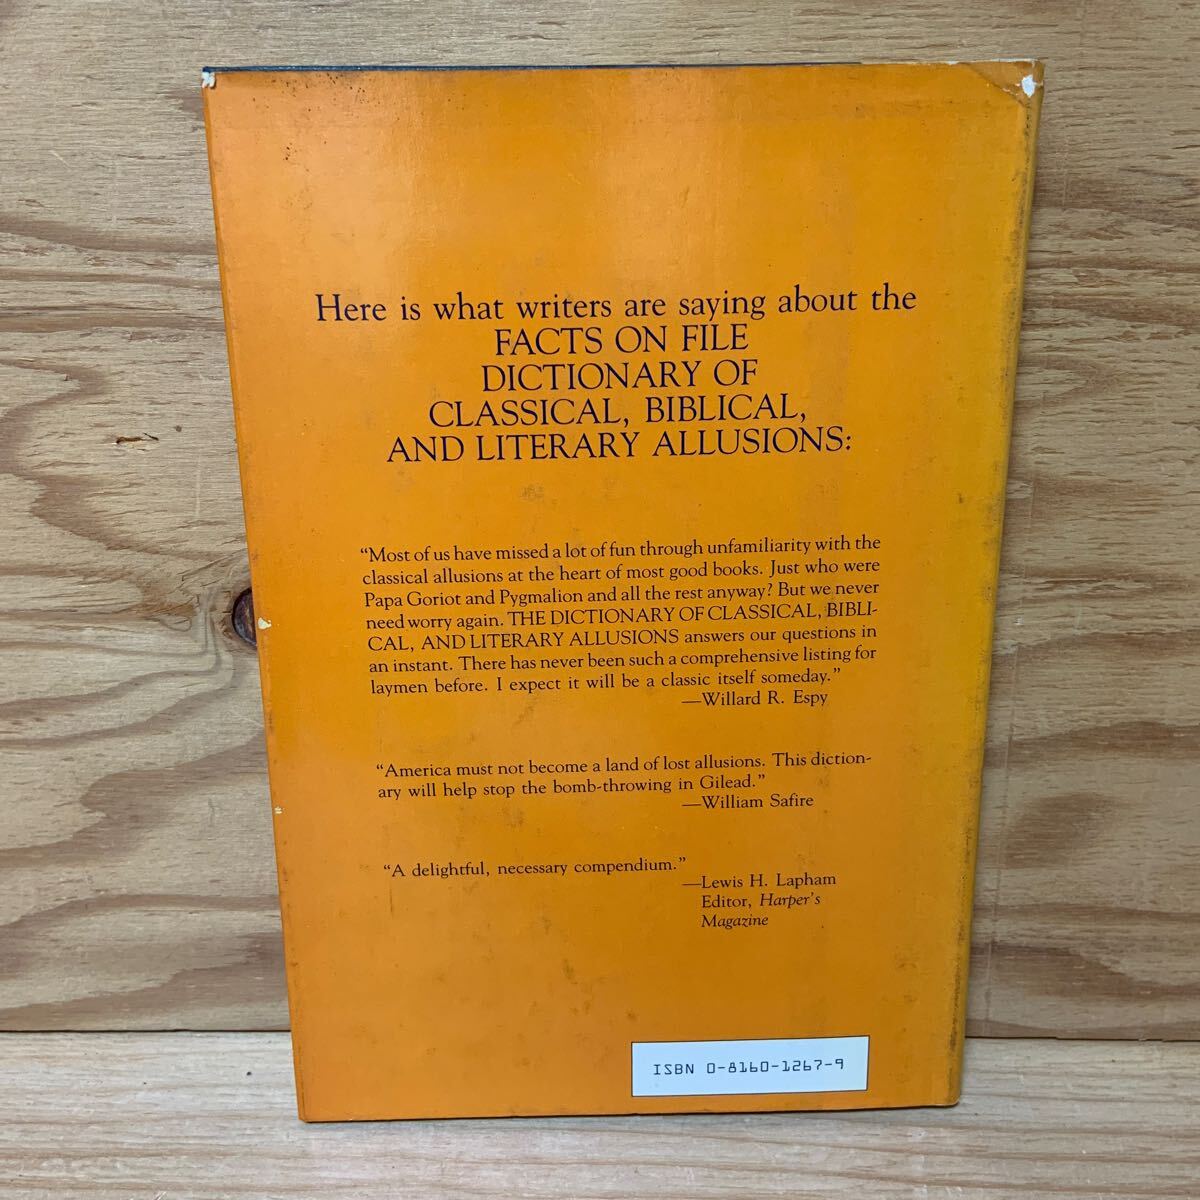 Here is what writers are saying about the
FACTS ON FILE
DICTIONARY OF
CLASSICAL, BIBLICAL,
AND LITERARY ALLUSIONS:
“Most of us have missed a lot of fun through unfamiliarity with the
classical allusions at the heart of most good books. Just who were
Papa Goriot and Pygmalion and all the rest anyway? But we never
need worry again. THE DICTIONARY OF CLASSICAL, BIBLI-
CAL, AND LITERARY ALLUSIONS answers our questions in
an instant. There has never been such a comprehensive listing for
laymen before. I expect it will be a classic itself someday.”
—Willard R. Espy
“America must not become a land of lost allusions. This diction-
ary will help stop the bomb-throwing in Gilead.”
—William Safire
“A delightful, necessary compendium.”
—Lewis H. Lapham
Editor, Harper's
Magazine
ISBN 0-8160-1267-9